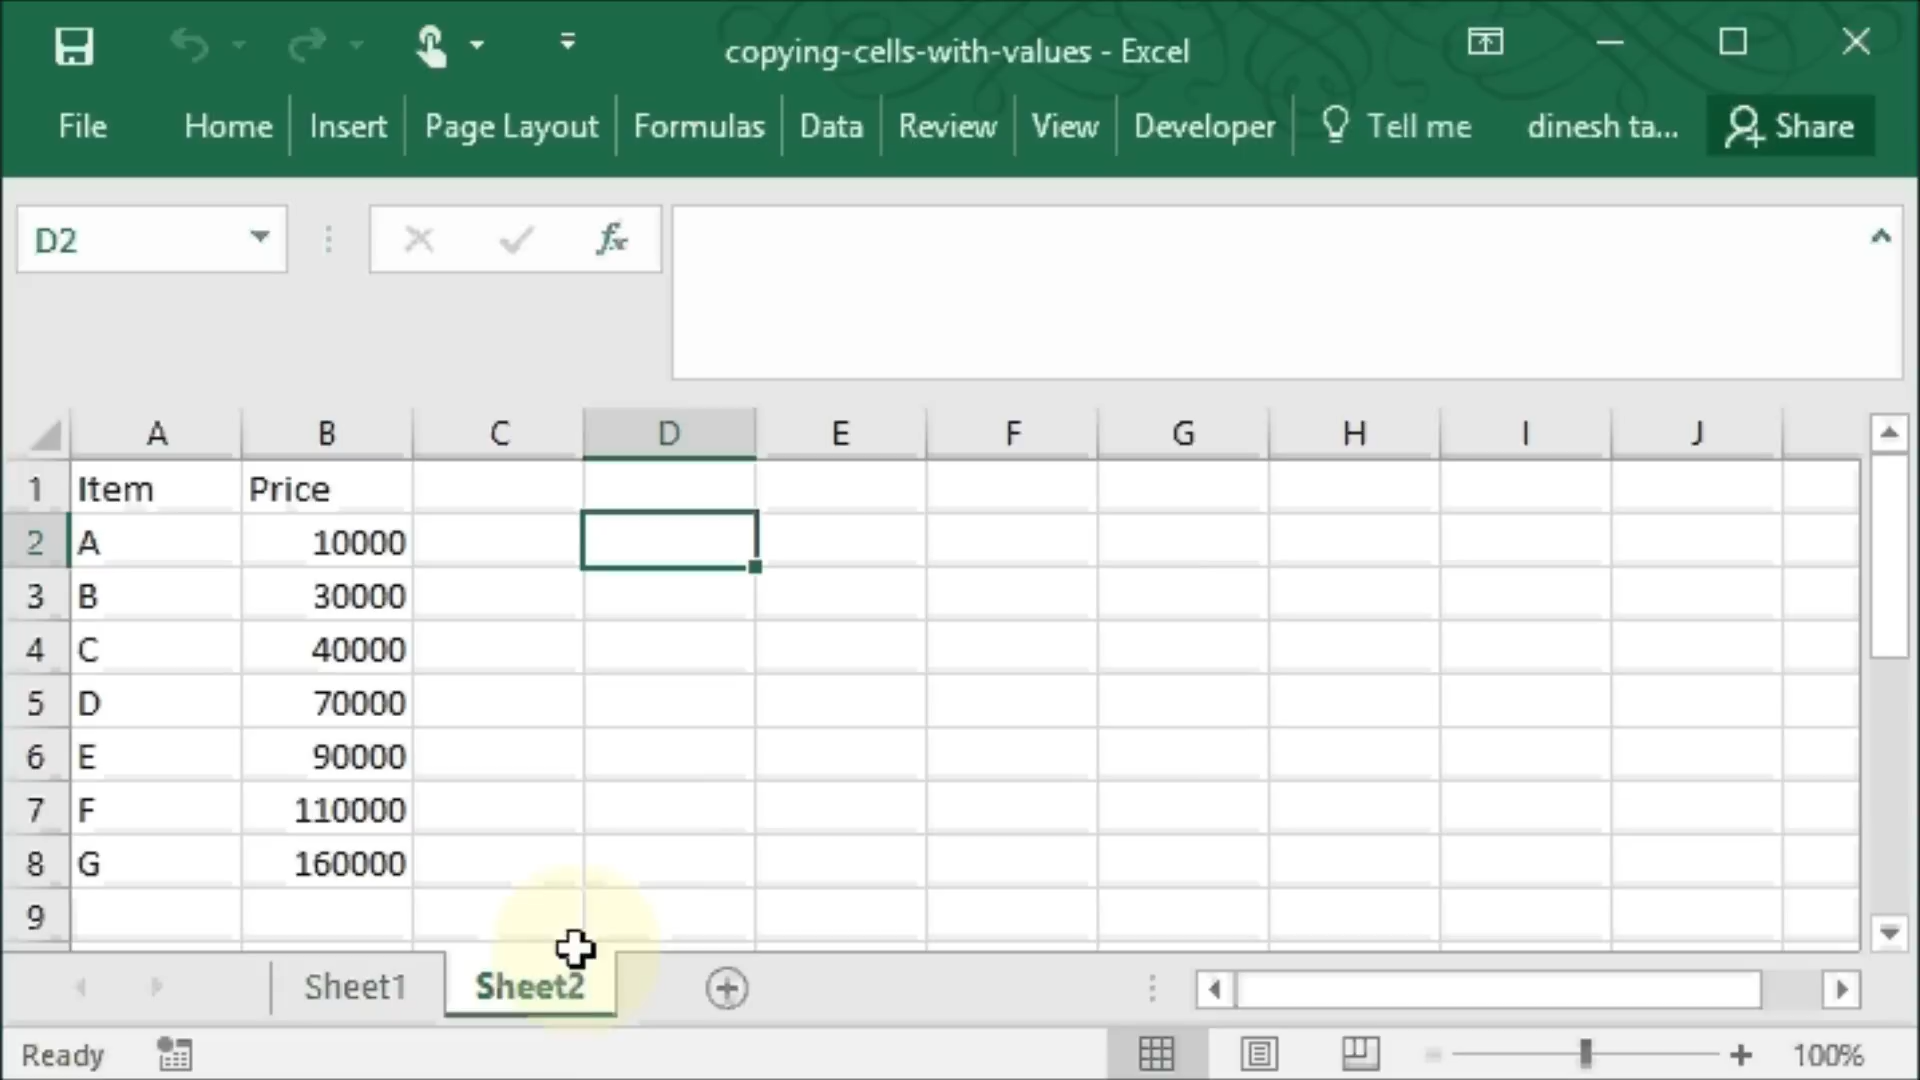 copying-cells-with-values - Excel
File Home Insert Page Layout Formulas Data Review View Developer Tell me dinesh ta... Share
D2 fx
A B C D E F G H I J
1 Item Price
2 A 10000
3 B 30000
4 C 40000
5 D 70000
6 E 90000
7 F 110000
8 G 160000
9
Sheet1 Sheet2
Ready 100%